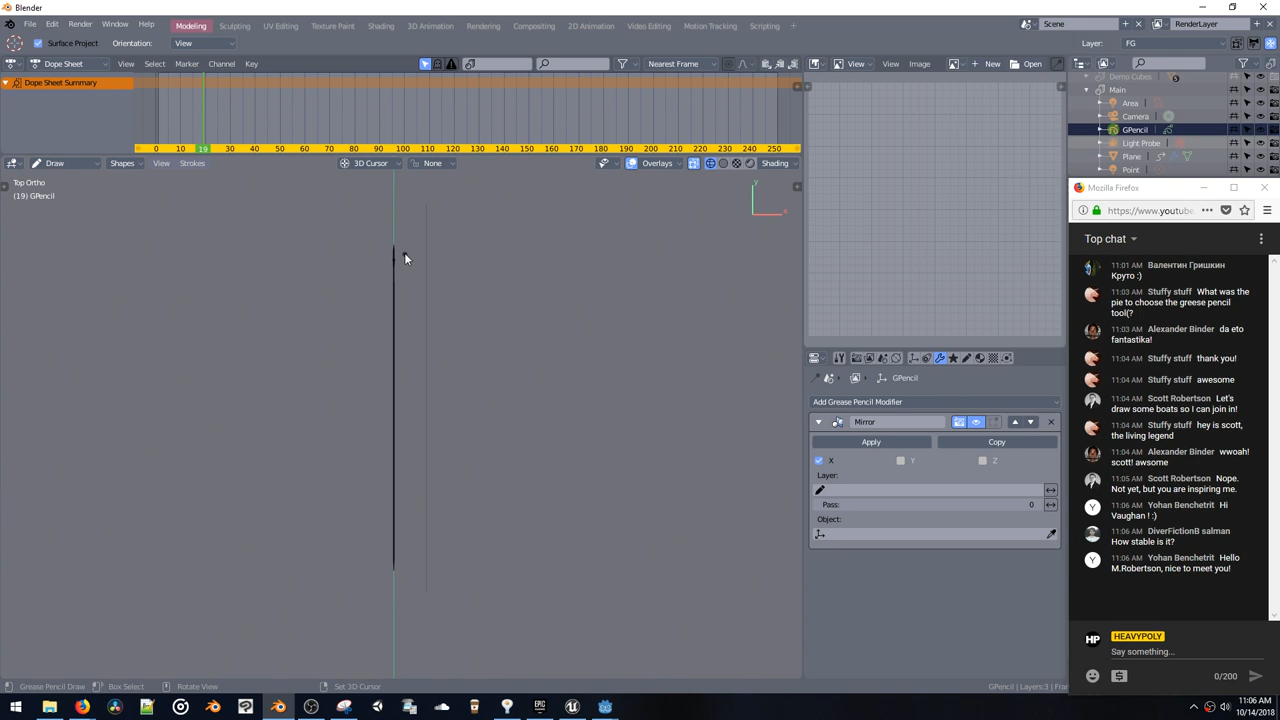 Blender
File Edit Render Window Help Modeling Sculpting UV Editing Texture Paint Shading 3D Animation Rendering Compositing 2D Animation Video Editing Motion Tracking Scripting Scene RenderLayer
Surface Project Orientation: View Layer: FG
Dope Sheet View Select Marker Channel Key Nearest Frame View Image New Open
Dope Sheet Summary
Demo Cubes 5
Main
Area
Camera
GPencil
Light Probe
Plane
Point
0 10 19 30 40 50 60 70 80 90 100 110 120 130 140 150 160 170 180 190 200 210 220 230 240 250
Draw Shapes View Strokes 3D Cursor None Overlays Shading
Top Ortho
(19) GPencil
y
x
GPencil
Add Grease Pencil Modifier
Mirror
Apply Copy
X Y Z
Layer:
Pass: 0
Object:
Mozilla Firefox
https://www.youtube
Top chat
11:01 AM Валентин Гришкин
Круто :)
11:03 AM Stuffy stuff What was the
pie to choose the greese pencil
tool(?
11:03 AM Alexander Binder da eto
fantastika!
11:04 AM Stuffy stuff thank you!
11:04 AM Stuffy stuff awesome
11:04 AM Scott Robertson Let's
draw some boats so I can join in!
11:04 AM Stuffy stuff hey is scott,
the living legend
11:04 AM Alexander Binder wwoah!
scott! awsome
11:05 AM Scott Robertson Nope.
Not yet, but you are inspiring me.
11:06 AM Yohan Benchetrit Hi
Vaughan ! :)
11:06 AM DiverFictionB salman
How stable is it?
11:06 AM Yohan Benchetrit Hello
M.Robertson, nice to meet you!
HP HEAVYPOLY
Say something...
0/200
Grease Pencil Draw Box Select Rotate View Set 3D Cursor GPencil | Layers:3 | Fra
11:06 AM
10/14/2018